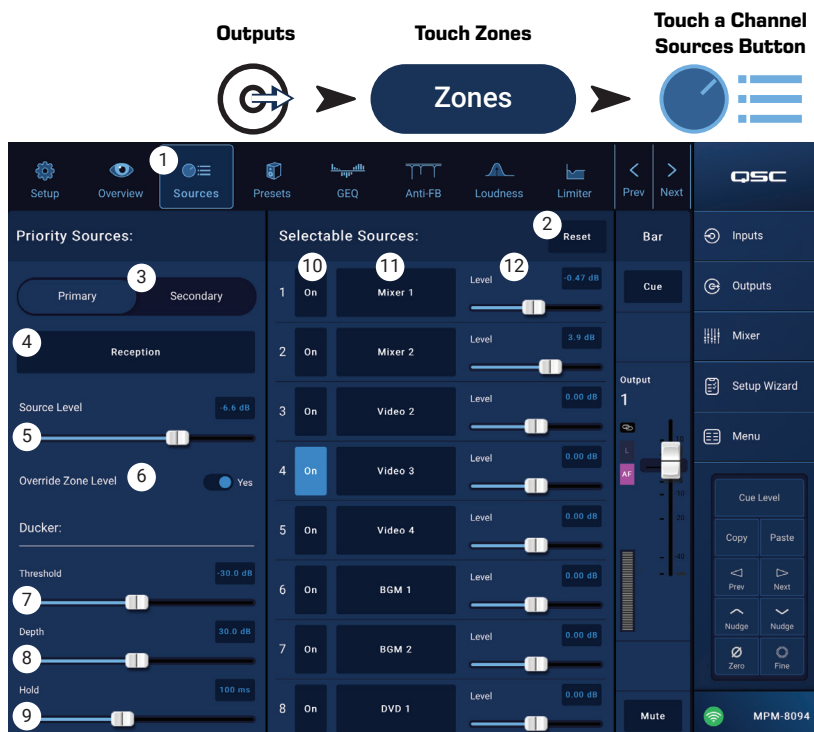 Outputs
Touch Zones
Touch a Channel
Sources Button
Zones
1
Setup
Overview
Sources
Presets
GEQ
Anti-FB
Loudness
Limiter
Prev
Next
QSC
Priority Sources:
Selectable Sources:
2
Reset
Bar
Inputs
3
Primary
Secondary
10
11
12
1
On
Mixer 1
Level
-0.47 dB
Cue
Outputs
4
Reception
2
On
Mixer 2
Level
3.9 dB
Mixer
Source Level
-6.6 dB
5
3
On
Video 2
Level
0.00 dB
Output
1
Setup Wizard
Menu
Override Zone Level
6
Yes
4
On
Video 3
Level
0.00 dB
L
AF
10
10
20
40
Cue Level
Copy
Paste
Ducker:
5
On
Video 4
Level
0.00 dB
Threshold
-30.0 dB
7
6
On
BGM 1
Level
0.00 dB
Prev
Next
Depth
30.0 dB
8
7
On
BGM 2
Level
0.00 dB
Nudge
Nudge
Hold
100 ms
9
8
On
DVD 1
Level
0.00 dB
Zero
Fine
Mute
MPM-8094